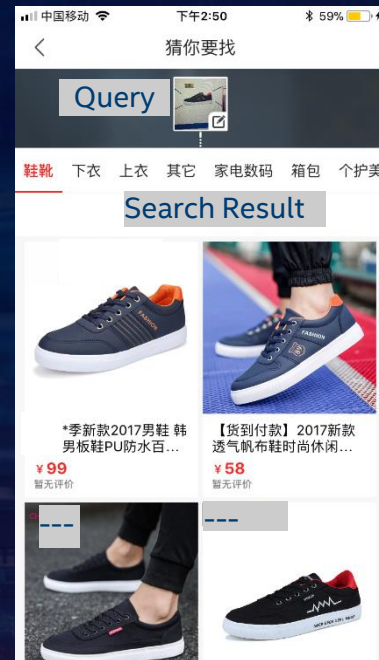 中国移动 下午2:50 59%
猜你要找
Query
鞋靴 下衣 上衣 其它 家电数码 箱包 个护美
Search Result
FASHION
FASHION
B
*季新款2017男鞋 韩
男板鞋PU防水百...
¥99
暂无评价
【货到付款】2017新款
透气帆布鞋时尚休闲...
¥58
暂无评价
---
---